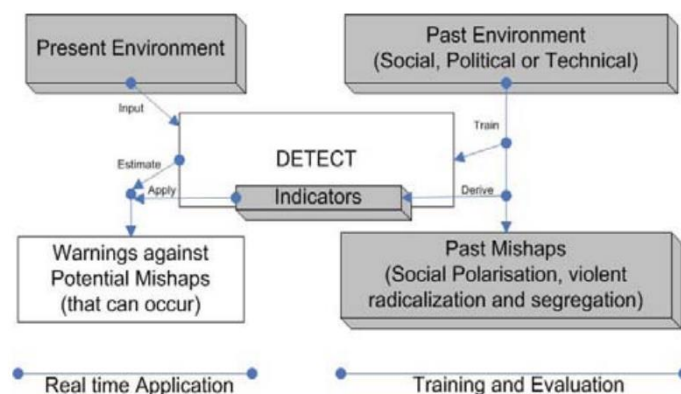 Present Environment
Past Environment
(Social, Political or Technical)
Input
Train
DETECT
Estimate
Apply
Indicators
Derive
Warnings against
Potential Mishaps
(that can occur)
Past Mishaps
(Social Polarisation, violent
radicalization and segregation)
Real time Application
Training and Evaluation